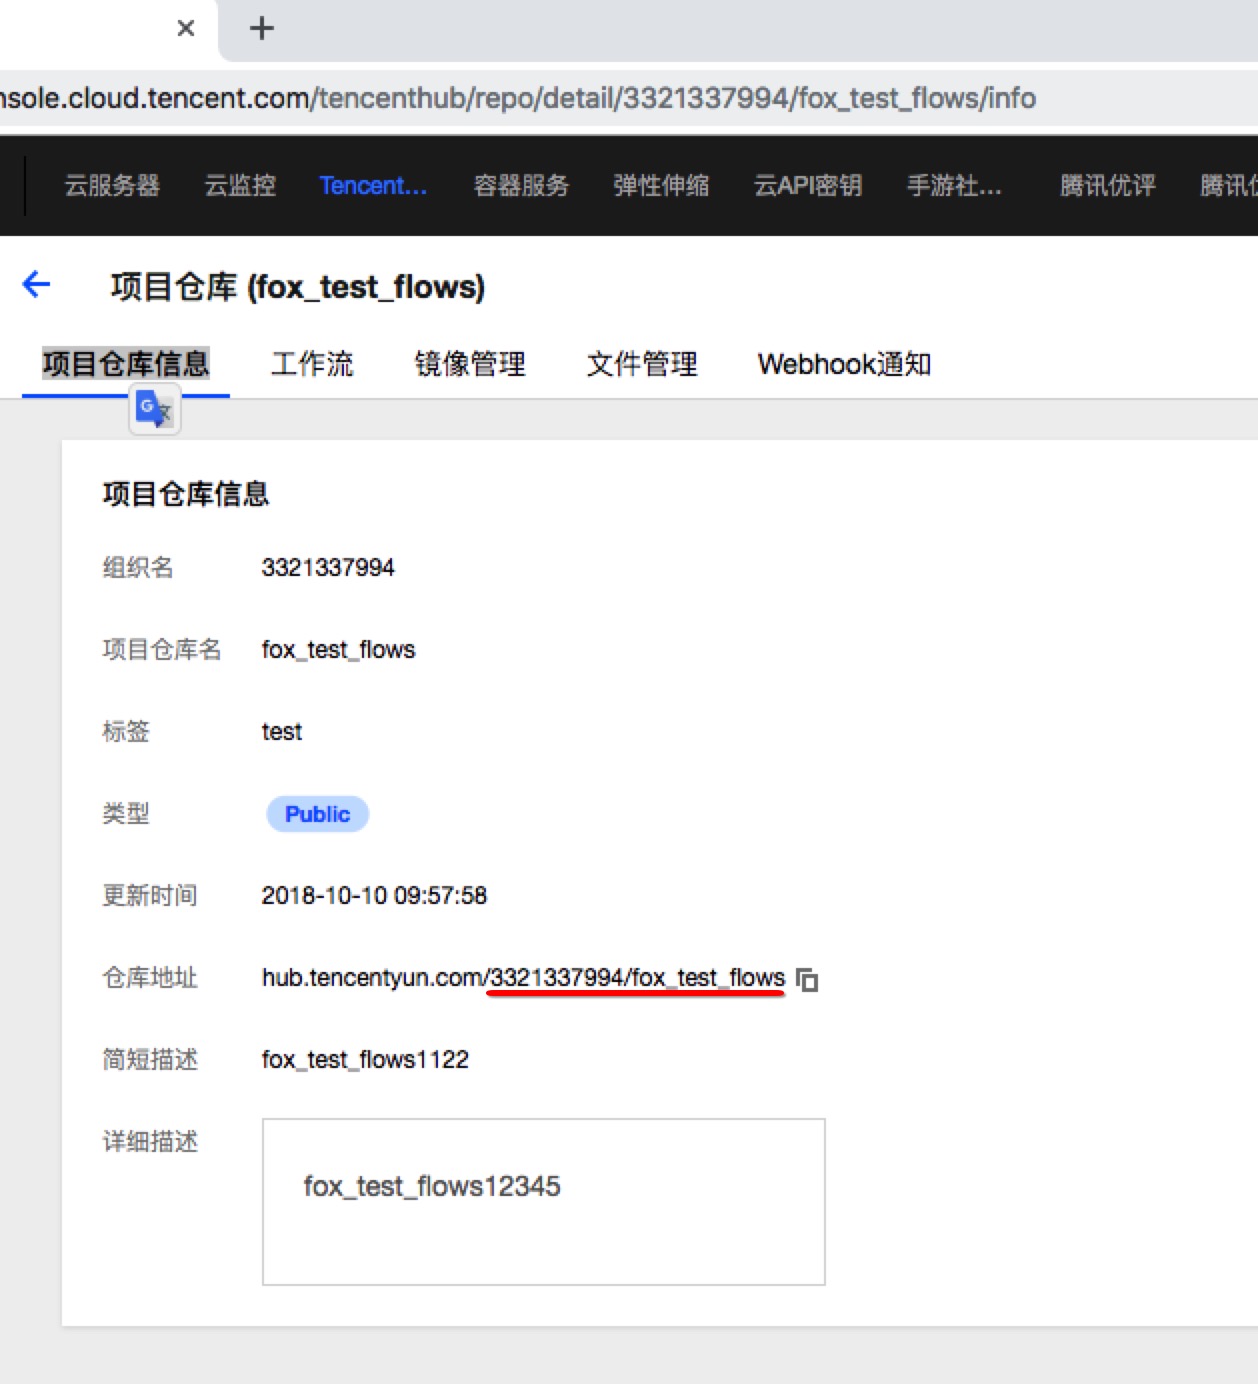 nsole.cloud.tencent.com/tencenthub/repo/detail/3321337994/fox_test_flows/info
云服务器 云监控 Tencent... 容器服务 弹性伸缩 云API密钥 手游社... 腾讯优评 腾讯
项目仓库 (fox_test_flows)
项目仓库信息 工作流 镜像管理 文件管理 Webhook通知
项目仓库信息
组织名 3321337994
项目仓库名 fox_test_flows
标签 test
类型 Public
更新时间 2018-10-10 09:57:58
仓库地址 hub.tencentyun.com/3321337994/fox_test_flows
简短描述 fox_test_flows1122
详细描述 fox_test_flows12345